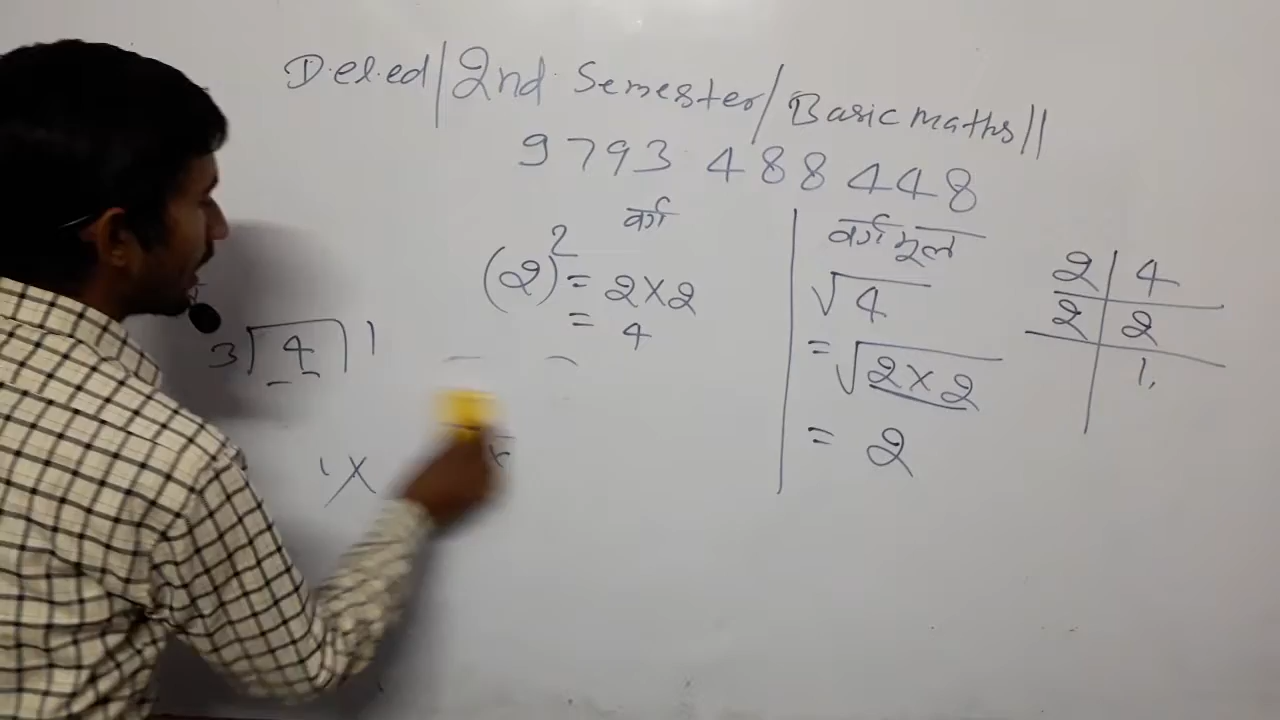 D.el.ed/2nd Semester/Basic maths||
9793 488448
वर्ग
(2)² = 2×2
= 4
वर्गमूल
√4
= √2×2
= 2
2 | 4
2 | 2
1.
3)4)1
X